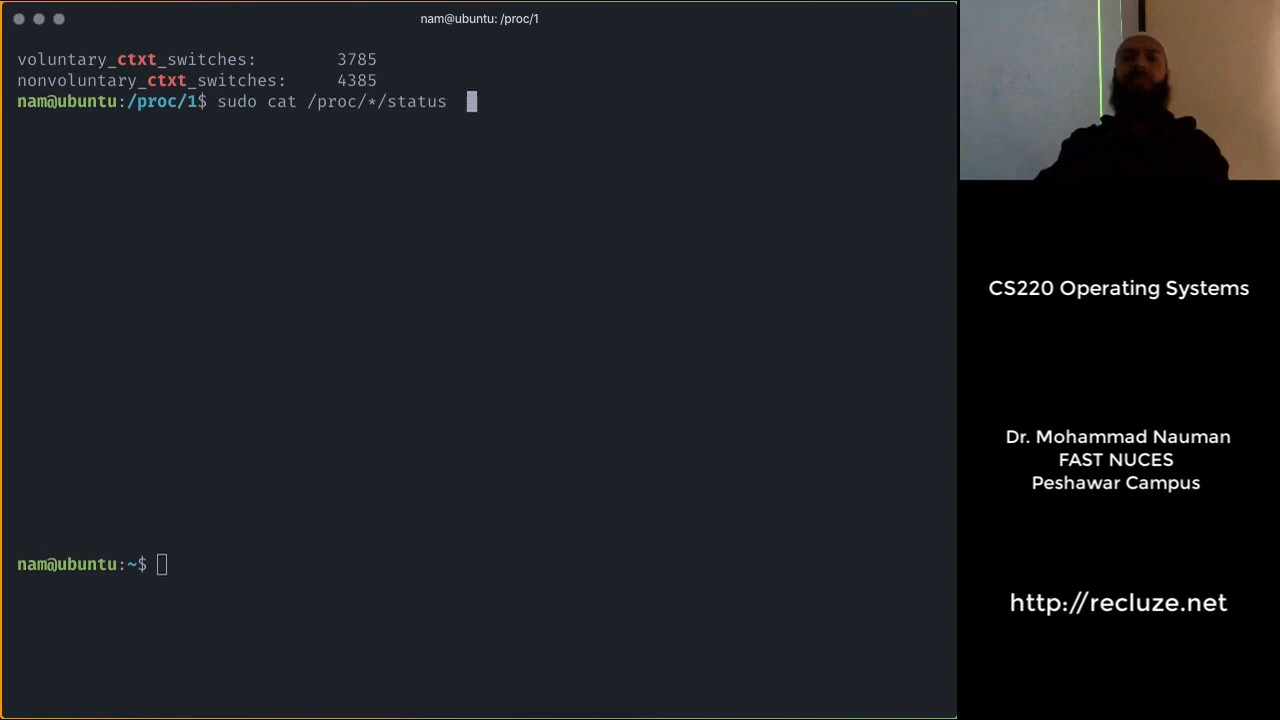 nam@ubuntu: /proc/1
voluntary_ctxt_switches:        3785
nonvoluntary_ctxt_switches:     4385
nam@ubuntu:/proc/1$ sudo cat /proc/*/status
nam@ubuntu:~$
CS220 Operating Systems
Dr. Mohammad Nauman
FAST NUCES
Peshawar Campus
http://recluze.net